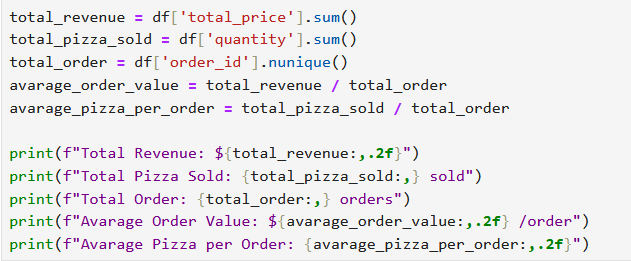 total_revenue = df['total_price'].sum()
total_pizza_sold = df['quantity'].sum()
total_order = df['order_id'].nunique()
avarage_order_value = total_revenue / total_order
avarage_pizza_per_order = total_pizza_sold / total_order

print(f"Total Revenue: ${total_revenue:,.2f}")
print(f"Total Pizza Sold: {total_pizza_sold:,} sold")
print(f"Total Order: {total_order:,} orders")
print(f"Avarage Order Value: ${avarage_order_value:,.2f} /order")
print(f"Avarage Pizza per Order: {avarage_pizza_per_order:,.2f}")